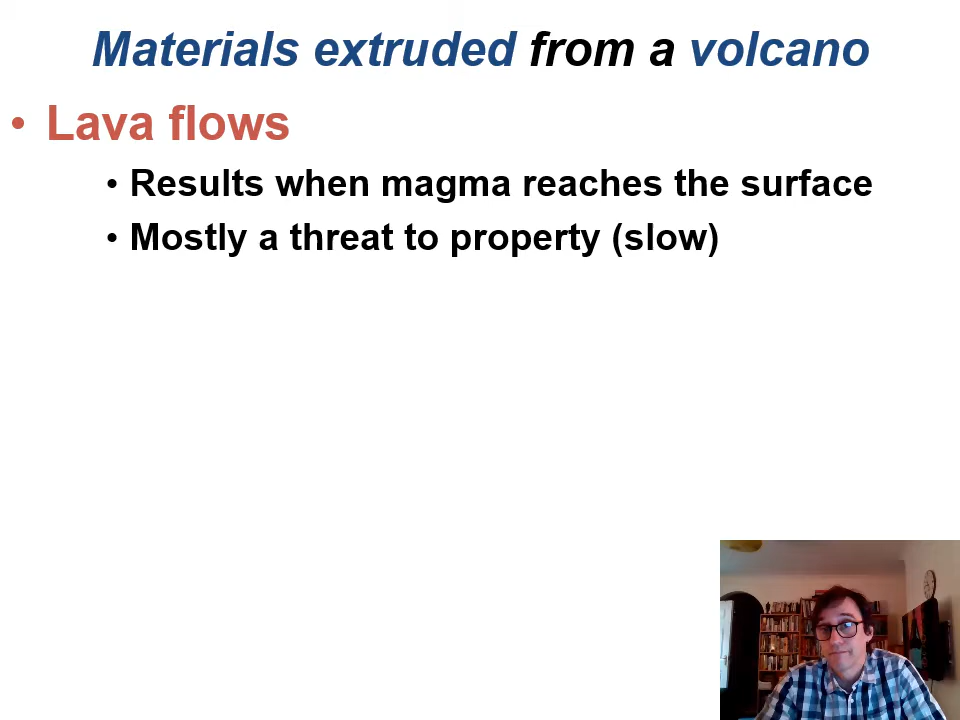 Materials extruded from a volcano
• Lava flows
• Results when magma reaches the surface
• Mostly a threat to property (slow)